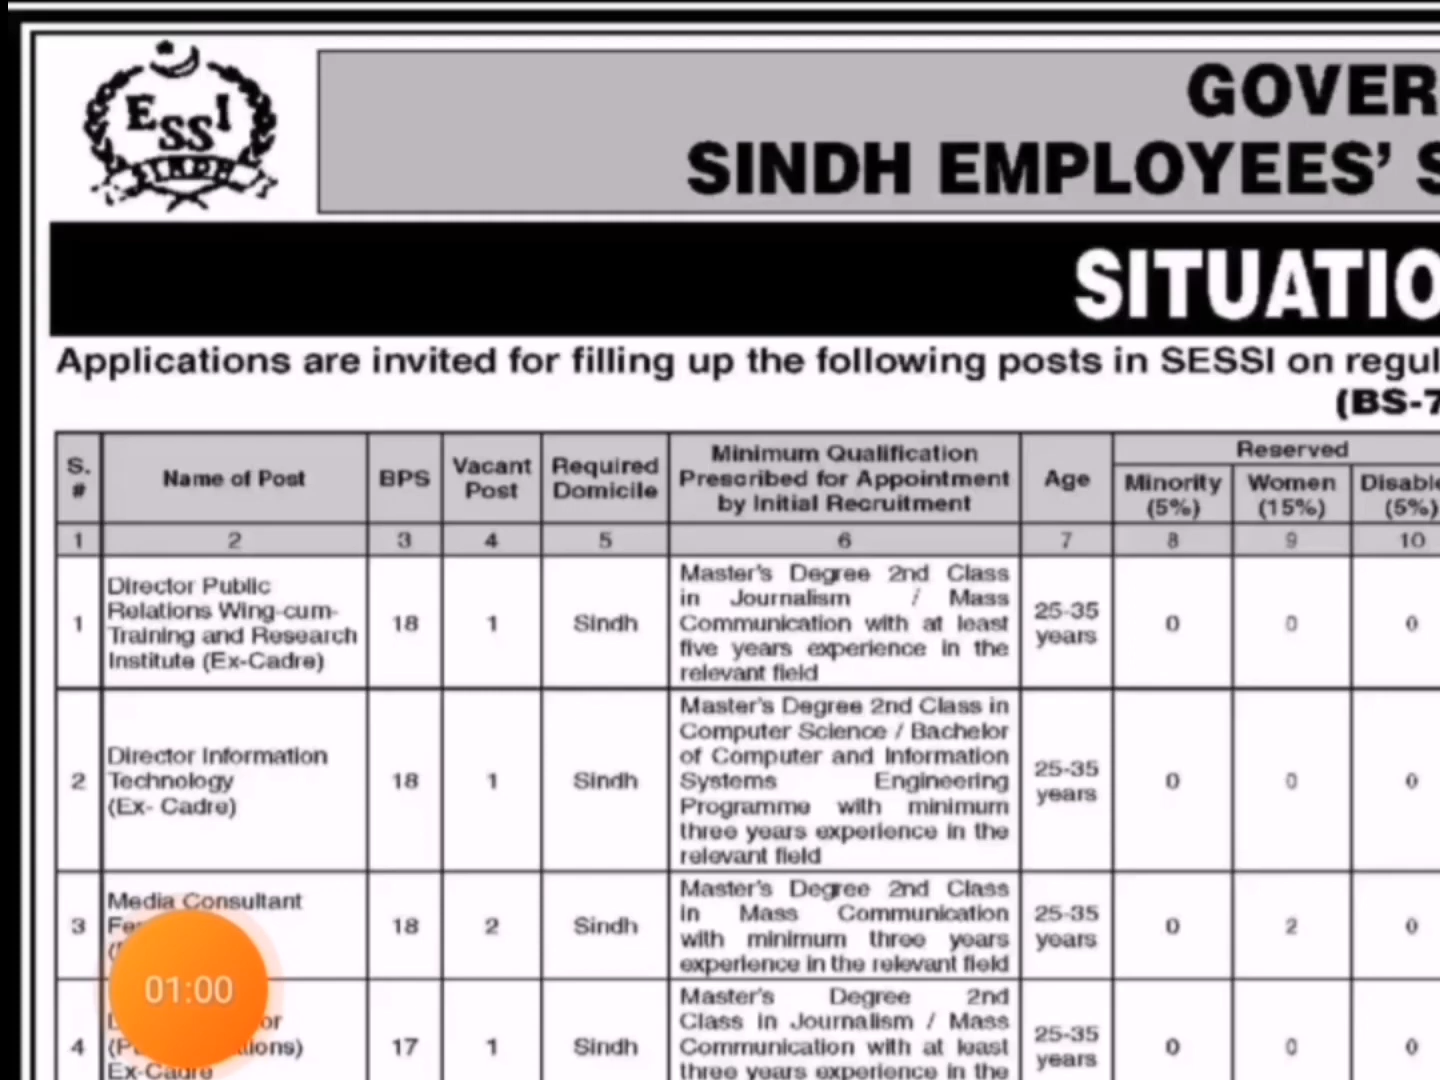 ESSI
SINDH
GOVER
SINDH EMPLOYEES' S
SITUATIO
Applications are invited for filling up the following posts in SESSI on regul
(BS-7
S. #
Name of Post
BPS
Vacant Post
Required Domicile
Minimum Qualification Prescribed for Appointment by Initial Recruitment
Age
Reserved
Minority (5%)
Women (15%)
Disable (5%)
1 2 3 4 5 6 7 8 9 10
1
Director Public
Relations Wing-cum-
Training and Research
Institute (Ex-Cadre)
18
1
Sindh
Master's Degree 2nd Class
in Journalism / Mass
Communication with at least
five years experience in the
relevant field
25-35
years
0
0
0
2
Director Information
Technology
(Ex- Cadre)
18
1
Sindh
Master's Degree 2nd Class in
Computer Science / Bachelor
of Computer and Information
Systems Engineering
Programme with minimum
three years experience in the
relevant field
25-35
years
0
0
0
3
Media Consultant
18
2
Sindh
Master's Degree 2nd Class
in Mass Communication
with minimum three years
experience in the relevant field
25-35
years
0
2
0
4
Ex-Cadre
17
1
Sindh
Master's Degree 2nd
Class in Journalism / Mass
Communication with at least
three years experience in the
25-35
years
0
0
0
01:00